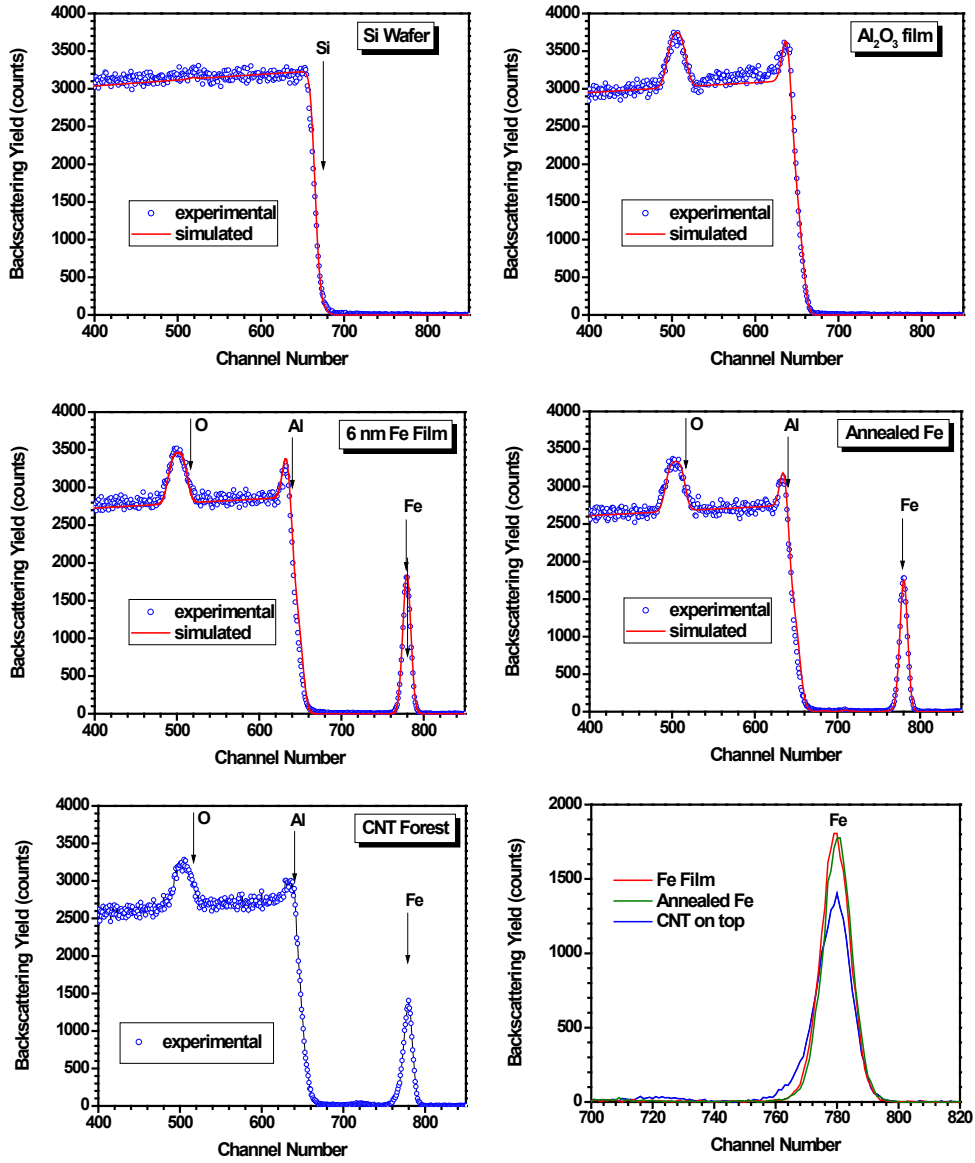 Si Wafer
Si
experimental
simulated
Backscattering Yield (counts)
4000
3500
3000
2500
2000
1500
1000
500
0
400 500 600 700 800
Channel Number
Al₂O₃ film
experimental
simulated
Backscattering Yield (counts)
4000
3500
3000
2500
2000
1500
1000
500
0
400 500 600 700 800
Channel Number
6 nm Fe Film
O
Al
Fe
experimental
simulated
Backscattering Yield (counts)
4000
3500
3000
2500
2000
1500
1000
500
0
400 500 600 700 800
Channel Number
Annealed Fe
O
Al
Fe
experimental
simulated
Backscattering Yield (counts)
4000
3500
3000
2500
2000
1500
1000
500
0
400 500 600 700 800
Channel Number
CNT Forest
O
Al
Fe
experimental
Backscattering Yield (counts)
4000
3500
3000
2500
2000
1500
1000
500
0
400 500 600 700 800
Channel Number
Fe
Fe Film
Annealed Fe
CNT on top
Backscattering Yield (counts)
2000
1500
1000
500
0
700 720 740 760 780 800 820
Channel Number